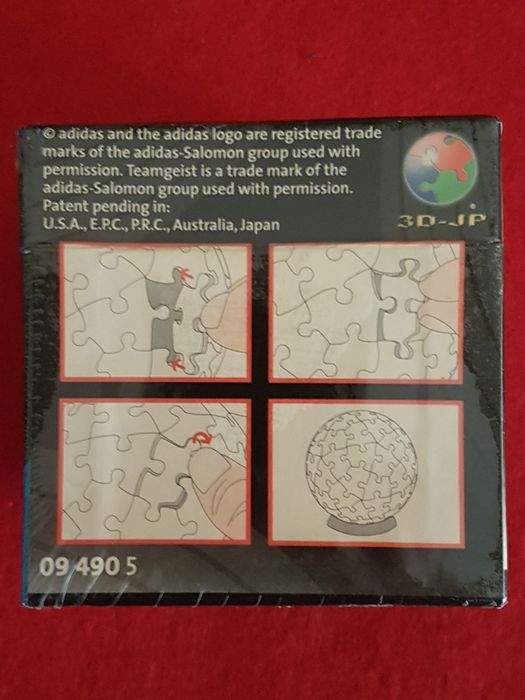 © adidas and the adidas logo are registered trade
marks of the adidas-Salomon group used with
permission. Teamgeist is a trade mark of the
adidas-Salomon group used with permission.
Patent pending in:
U.S.A., E.P.C., P.R.C., Australia, Japan
3D-JP
09 490 5